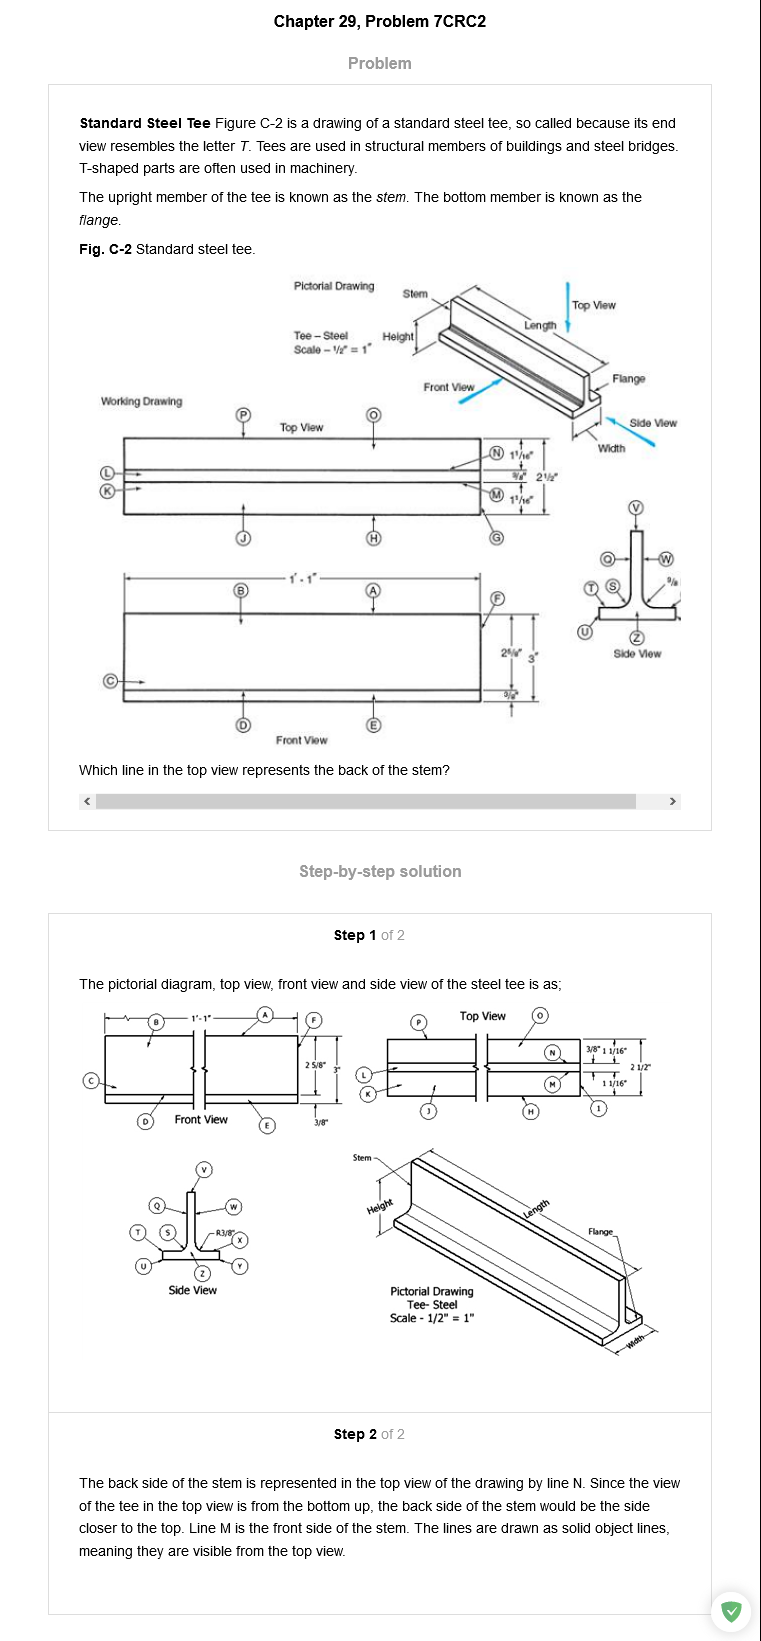 Chapter 29, Problem 7CRC2
Problem
Standard Steel Tee Figure C-2 is a drawing of a standard steel tee, so called because its end
view resembles the letter T. Tees are used in structural members of buildings and steel bridges.
T-shaped parts are often used in machinery.
The upright member of the tee is known as the stem. The bottom member is known as the
flange.
Fig. C-2 Standard steel tee.
Pictorial Drawing
Stem
Top View
Length
Tee – Steel
Scale – 1/2" = 1"
Height
Flange
Front View
Working Drawing
P
O
Top View
Side View
Width
N
1 1/16"
L
3/8"
2 1/2"
K
M
1 1/16"
V
J
H
G
Q
W
1' - 1"
B
A
F
T
S
3/8
U
Z
2 5/8"
3"
Side View
C
3/8"
D
E
Front View
Which line in the top view represents the back of the stem?
Step-by-step solution
Step 1 of 2
The pictorial diagram, top view, front view and side view of the steel tee is as;
B
1'-1"
A
F
P
Top View
O
N
3/8" 1 1/16"
2 5/8"
3"
2 1/2"
L
C
M
1 1/16"
K
D
Front View
E
3/8"
J
H
1
Stem
V
Q
W
Height
Length
T
S
R3/8"
X
Flange
U
Z
Y
Side View
Pictorial Drawing
Tee- Steel
Scale - 1/2" = 1"
Width
Step 2 of 2
The back side of the stem is represented in the top view of the drawing by line N. Since the view
of the tee in the top view is from the bottom up, the back side of the stem would be the side
closer to the top. Line M is the front side of the stem. The lines are drawn as solid object lines,
meaning they are visible from the top view.